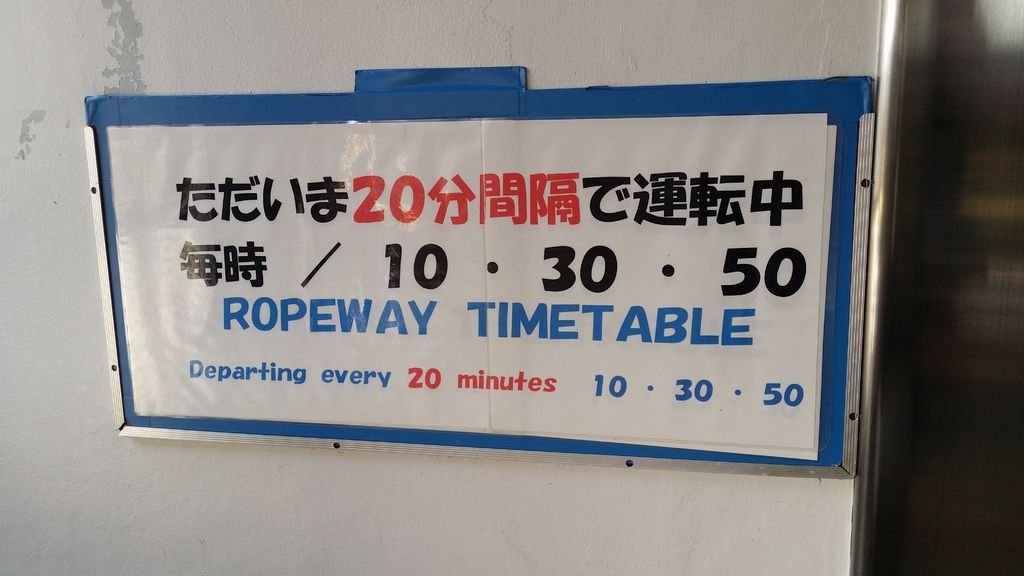 ただいま20分間隔で運転中
毎時 / 10 ・ 30 ・ 50
ROPEWAY TIMETABLE
Departing every 20 minutes 10 ・ 30 ・ 50